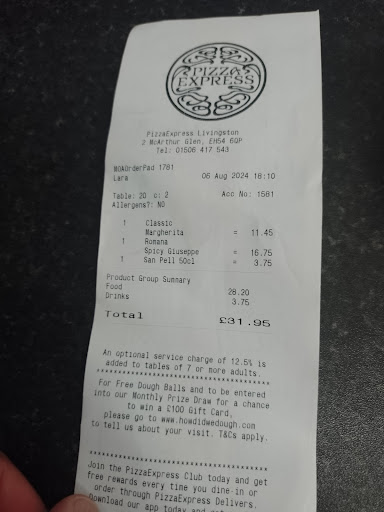 PIZZA
EXPRESS
PizzaExpress Livingston
2 McArthur Glen, EH54 6QP
Tel: 01506 417 543
MOAOrderPad 1781
Lara 06 Aug 2024 18:10
Table: 20 c: 2 Acc No: 1581
Allergens?: NO
1 Classic
Margherita = 11.45
1 Romana
Spicy Giuseppe = 16.75
1 San Pell 50cl = 3.75
Product Group Summary
Food 28.20
Drinks 3.75
Total £31.95
An optional service charge of 12.5% is
added to tables of 7 or more adults.
****************************************
For Free Dough Balls and to be entered
into our Monthly Prize Draw for a chance
to win a £100 Gift Card,
please go to www.howdidwedough.com
to tell us about your visit. T&Cs apply.
****************************************
Join the PizzaExpress Club today and get
free rewards every time you dine-in or
order through PizzaExpress Delivers.
Download our app today and